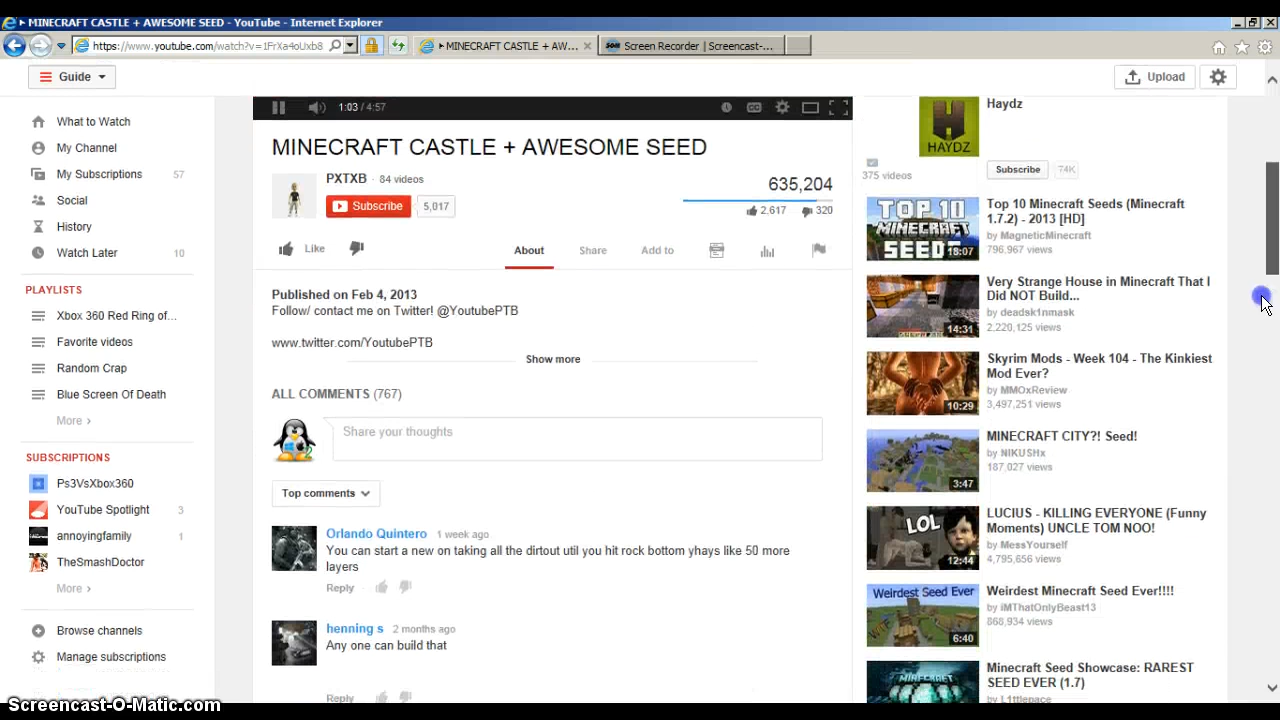 MINECRAFT CASTLE + AWESOME SEED - YouTube - Internet Explorer
https://www.youtube.com/watch?v=1FrXa4oUxb8
MINECRAFT CASTLE + AW...
Screen Recorder | Screencast-...
Guide
Upload
What to Watch
My Channel
My Subscriptions 57
Social
History
Watch Later 10
PLAYLISTS
Xbox 360 Red Ring of...
Favorite videos
Random Crap
Blue Screen Of Death
More >
SUBSCRIPTIONS
Ps3VsXbox360
YouTube Spotlight 3
annoyingfamily 1
TheSmashDoctor
More >
Browse channels
Manage subscriptions
1:03 / 4:57
MINECRAFT CASTLE + AWESOME SEED
PXTXB · 84 videos
Subscribe 5,017
635,204
2,617 320
Like
About Share Add to
Published on Feb 4, 2013
Follow/ contact me on Twitter! @YoutubePTB
www.twitter.com/YoutubePTB
Show more
ALL COMMENTS (767)
Share your thoughts
Top comments
Orlando Quintero 1 week ago
You can start a new on taking all the dirtout util you hit rock bottom yhays like 50 more
layers
Reply
henning s 2 months ago
Any one can build that
Reply
HAYDZ
Haydz
375 videos
Subscribe 74K
TOP 10
MINECRAFT
SEEDS
18:07
Top 10 Minecraft Seeds (Minecraft
1.7.2) - 2013 [HD]
by MagneticMinecraft
796,967 views
14:31
Very Strange House in Minecraft That I
Did NOT Build...
by deadsk1nmask
2,220,125 views
10:29
Skyrim Mods - Week 104 - The Kinkiest
Mod Ever?
by MMOxReview
3,497,251 views
3:47
MINECRAFT CITY?! Seed!
by NIKUSHx
187,027 views
LOL
12:44
LUCIUS - KILLING EVERYONE (Funny
Moments) UNCLE TOM NOO!
by MessYourself
4,795,656 views
Weirdest Seed Ever
6:40
Weirdest Minecraft Seed Ever!!!!
by iMThatOnlyBeast13
868,934 views
MINECRAFT
Minecraft Seed Showcase: RAREST
SEED EVER (1.7)
by L1ttlepace
Screencast-O-Matic.com